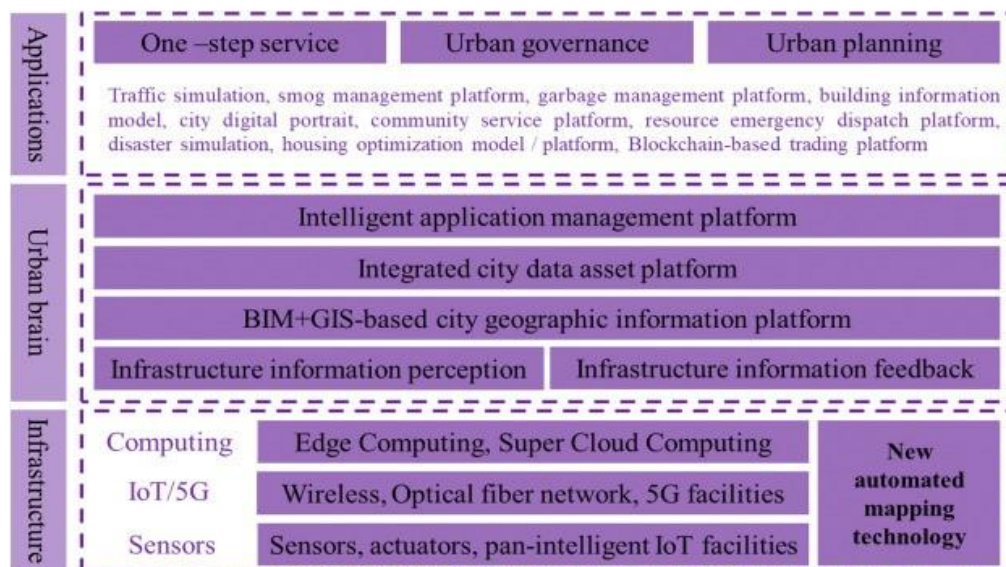 Applications
One –step service
Urban governance
Urban planning
Traffic simulation, smog management platform, garbage management platform, building information
model, city digital portrait, community service platform, resource emergency dispatch platform,
disaster simulation, housing optimization model / platform, Blockchain-based trading platform
Urban brain
Intelligent application management platform
Integrated city data asset platform
BIM+GIS-based city geographic information platform
Infrastructure information perception
Infrastructure information feedback
Infrastructure
Computing
Edge Computing, Super Cloud Computing
IoT/5G
Wireless, Optical fiber network, 5G facilities
Sensors
Sensors, actuators, pan-intelligent IoT facilities
New
automated
mapping
technology